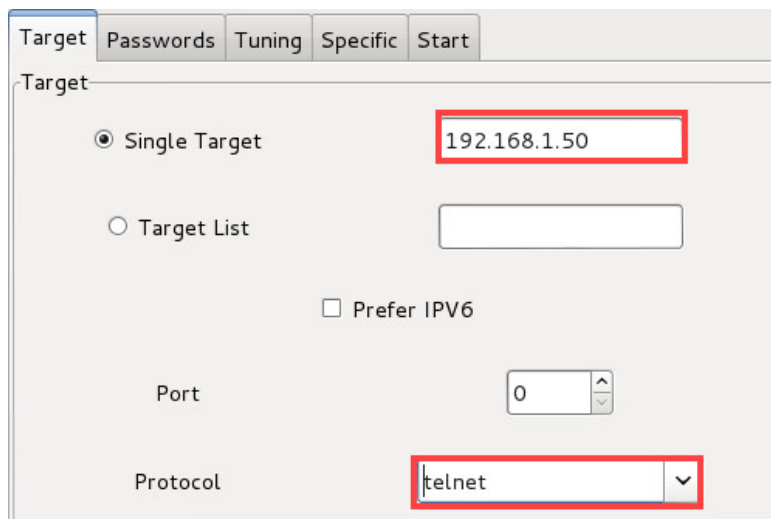 Target Passwords Tuning Specific Start
Target
Single Target 192.168.1.50
Target List
Prefer IPV6
Port 0
Protocol telnet